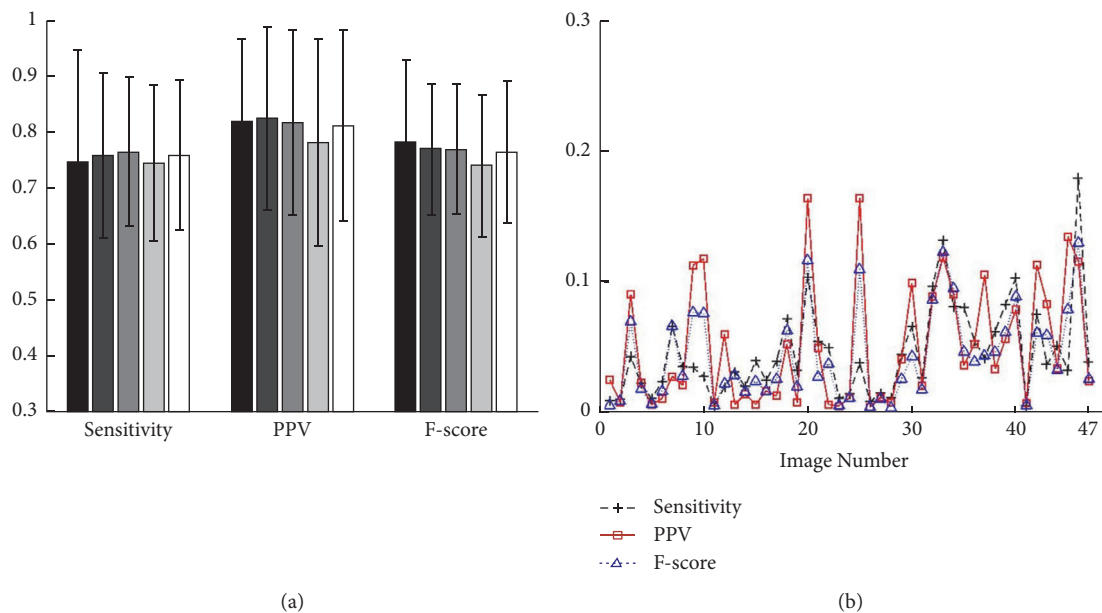 1
0.9
0.8
0.7
0.6
0.5
0.4
0.3
Sensitivity PPV F-score
(a)
0.3
0.2
0.1
0
0 10 20 30 40 47
Image Number
Sensitivity
PPV
F-score
(b)